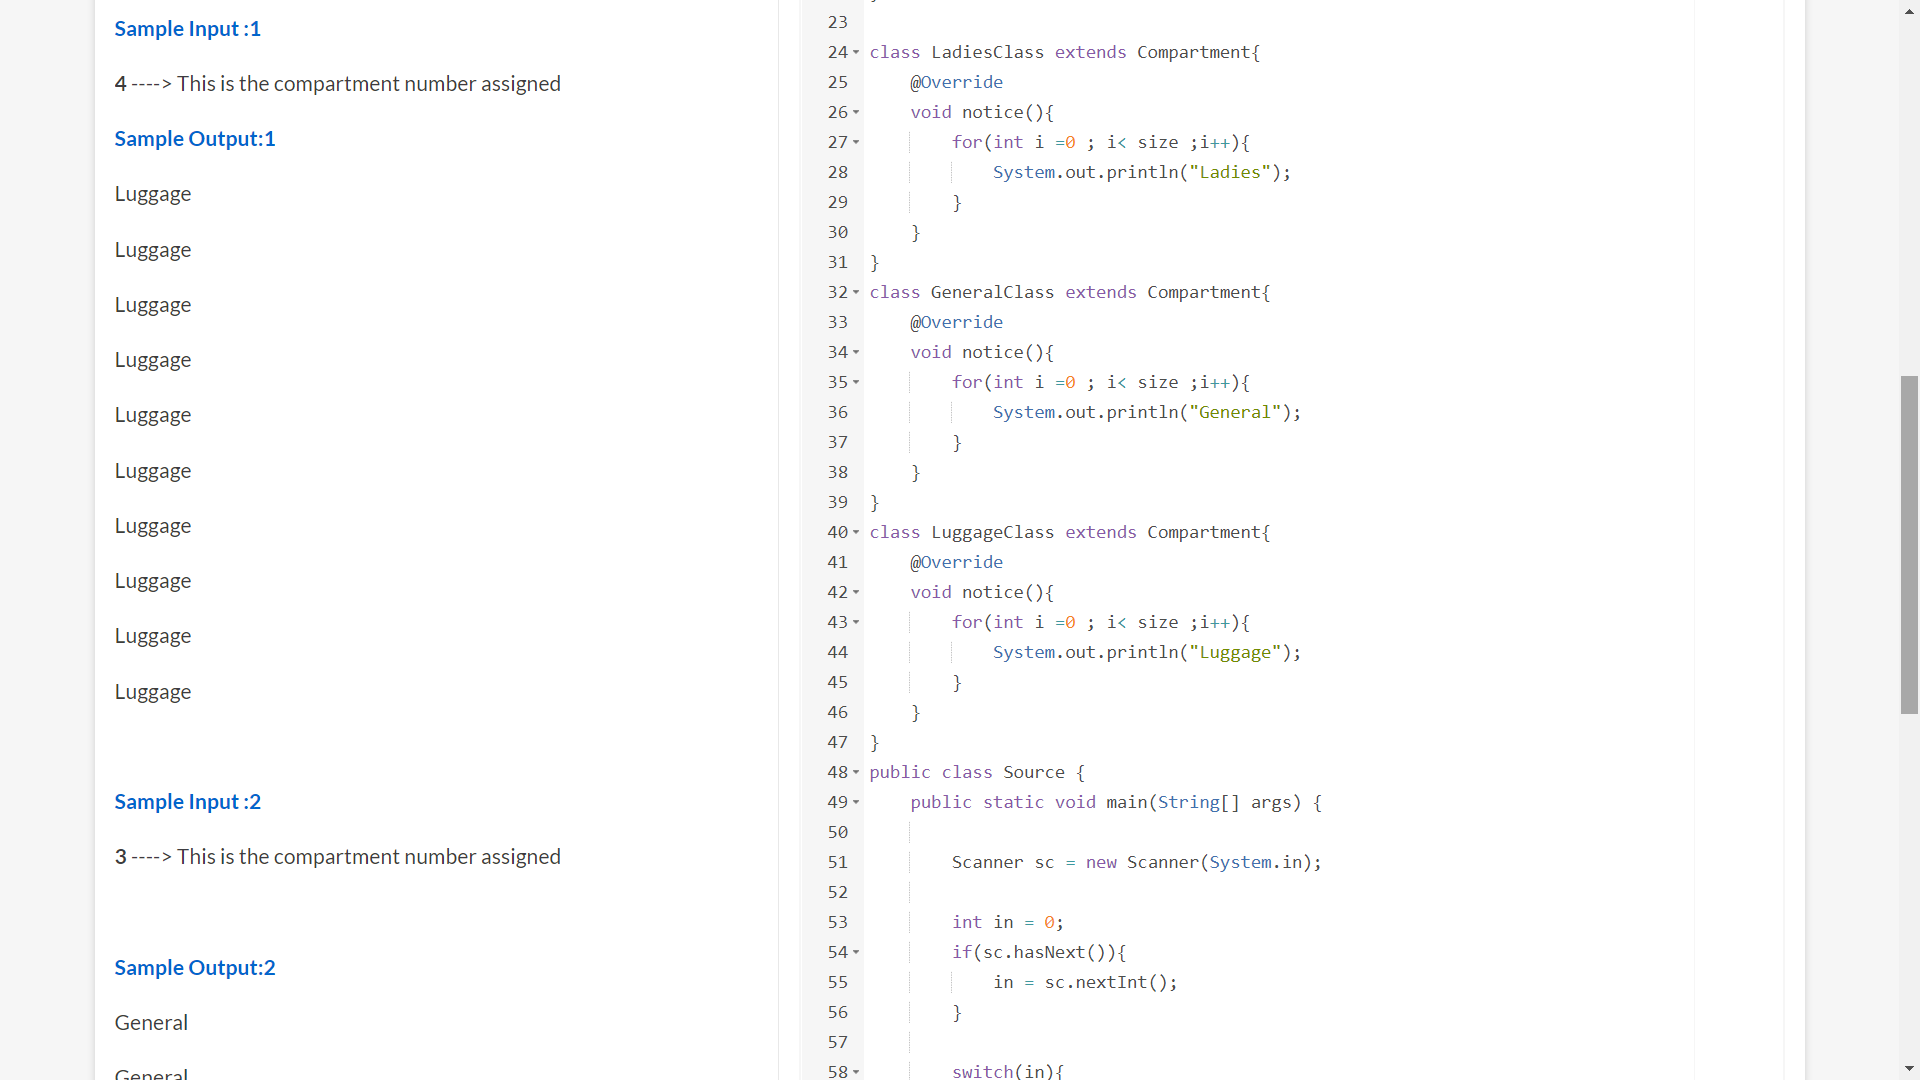 Sample Input :1
4 ----> This is the compartment number assigned
Sample Output:1
Luggage
Luggage
Luggage
Luggage
Luggage
Luggage
Luggage
Luggage
Luggage
Luggage
Sample Input :2
3 ----> This is the compartment number assigned
Sample Output:2
General
General
23
24 class LadiesClass extends Compartment{
25     @Override
26     void notice(){
27         for(int i =0 ; i< size ;i++){
28             System.out.println("Ladies");
29         }
30     }
31 }
32 class GeneralClass extends Compartment{
33     @Override
34     void notice(){
35         for(int i =0 ; i< size ;i++){
36             System.out.println("General");
37         }
38     }
39 }
40 class LuggageClass extends Compartment{
41     @Override
42     void notice(){
43         for(int i =0 ; i< size ;i++){
44             System.out.println("Luggage");
45         }
46     }
47 }
48 public class Source {
49     public static void main(String[] args) {
50
51         Scanner sc = new Scanner(System.in);
52
53         int in = 0;
54         if(sc.hasNext()){
55             in = sc.nextInt();
56         }
57
58         switch(in){